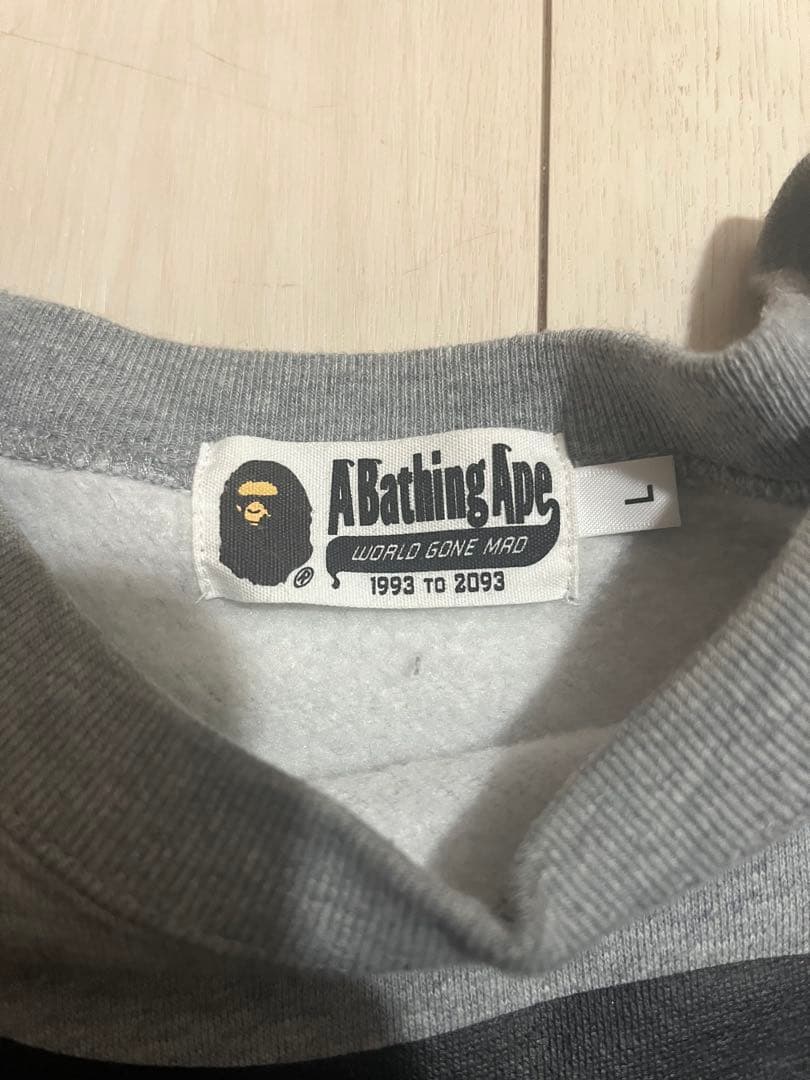 A Bathing Ape
WORLD GONE MAD
1993 TO 2093
®
L